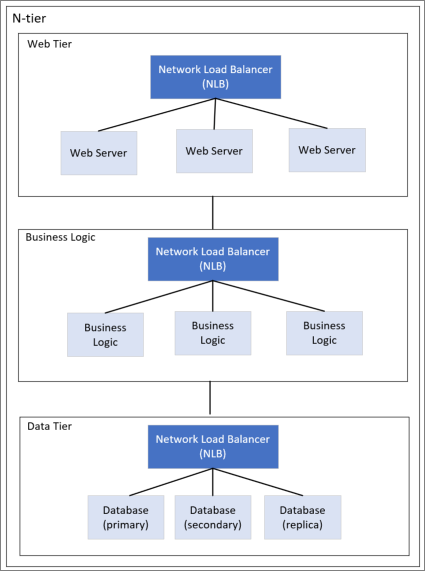 N-tier
Web Tier
Network Load Balancer
(NLB)
Web Server
Web Server
Web Server
Business Logic
Network Load Balancer
(NLB)
Business
Logic
Business
Logic
Business
Logic
Data Tier
Network Load Balancer
(NLB)
Database
(primary)
Database
(secondary)
Database
(replica)